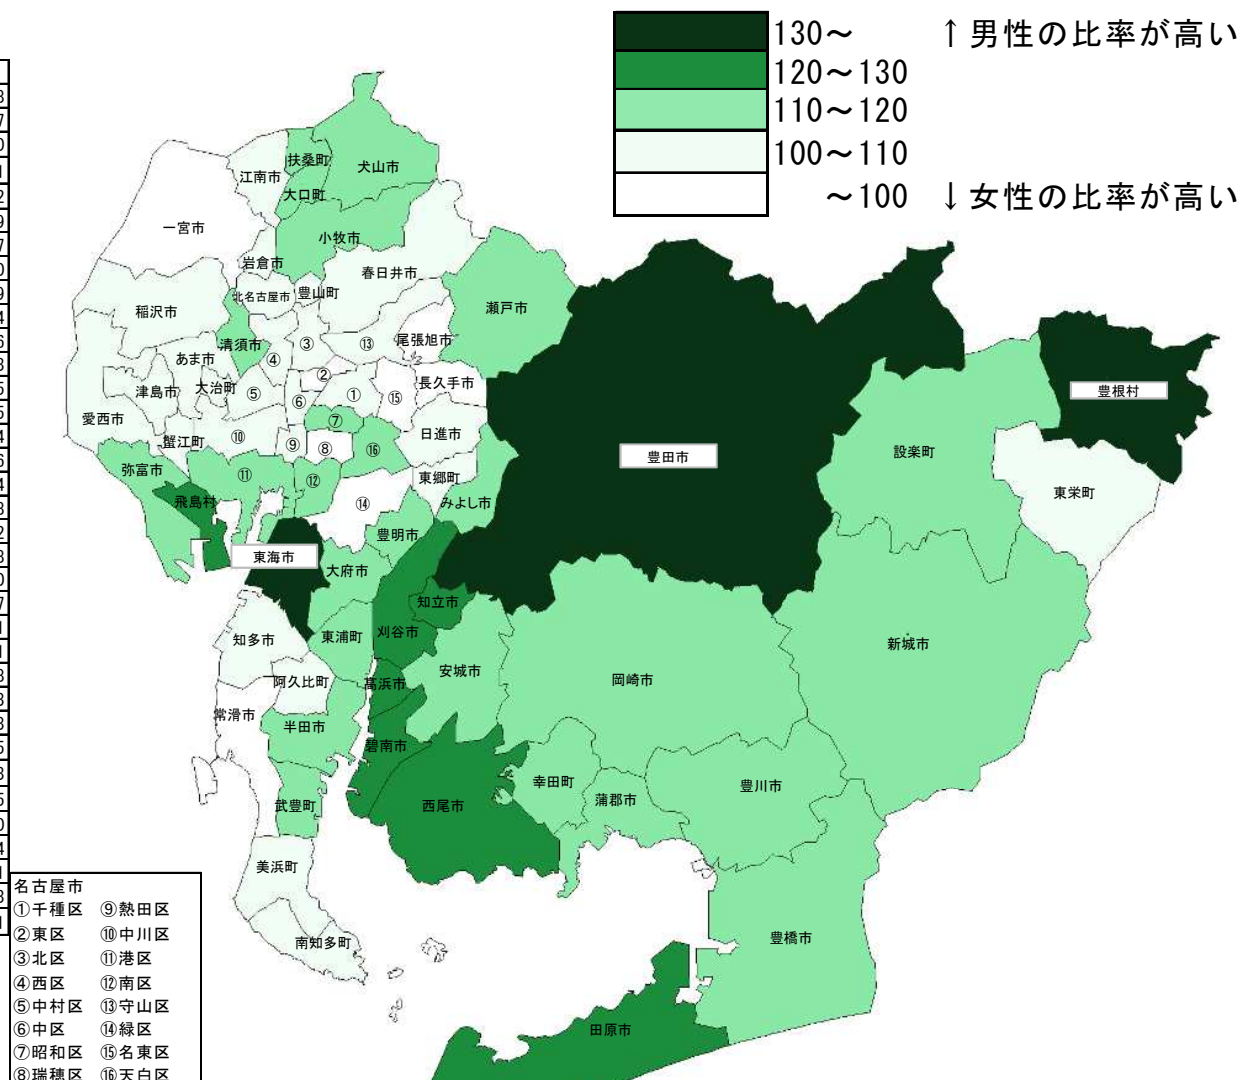 130～ ↑男性の比率が高い
120～130
110～120
100～110
～100 ↓女性の比率が高い
扶桑町
犬山市
江南市
大口町
一宮市
小牧市
岩倉市
春日井市
北名古屋市
豊山町
稲沢市
瀬戸市
清須市
③
⑬
尾張旭市
あま市
④
②
長久手市
津島市
大治町
⑤
⑥
①
⑮
豊根村
愛西市
⑦
蟹江町
⑩
⑨
⑧
⑯
日進市
設楽町
豊田市
弥富市
⑪
⑫
東郷町
東栄町
飛島村
⑭
みよし市
豊明市
東海市
大府市
知立市
知多市
東浦町
刈谷市
新城市
安城市
岡崎市
阿久比町
高浜市
常滑市
半田市
碧南市
幸田町
豊川市
武豊町
西尾市
蒲郡市
美浜町
南知多町
豊橋市
田原市
名古屋市
①千種区 ⑨熱田区
②東区 ⑩中川区
③北区 ⑪港区
④西区 ⑫南区
⑤中村区 ⑬守山区
⑥中区 ⑭緑区
⑦昭和区 ⑮名東区
⑧瑞穂区 ⑯天白区